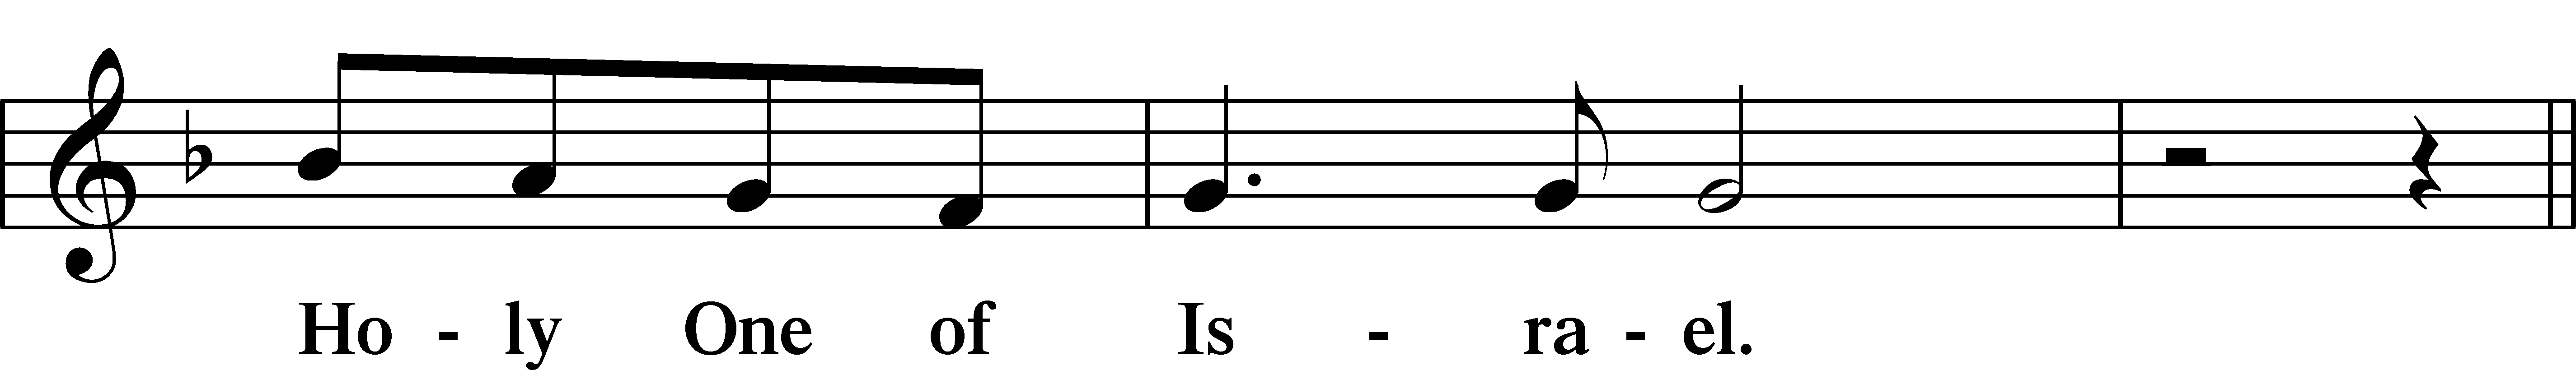 Ho - ly One of Is - ra - el.